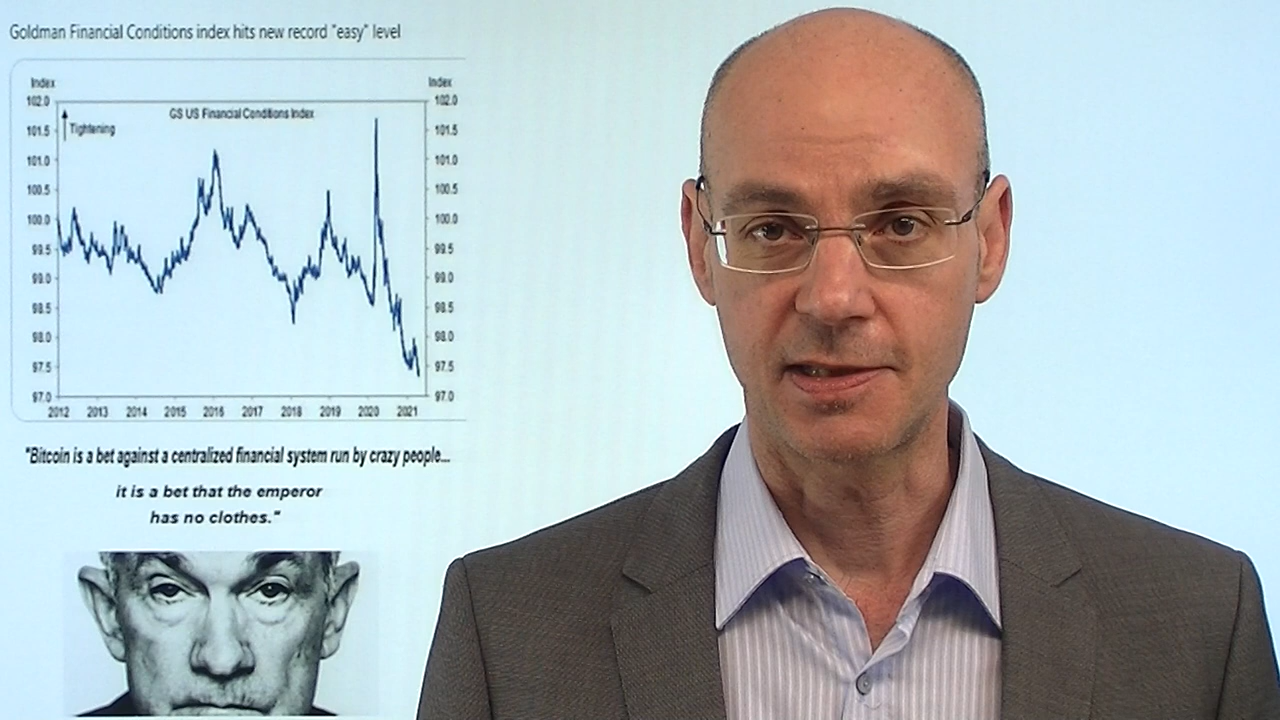 Goldman Financial Conditions index hits new record "easy" level
Index Index
GS US Financial Conditions Index
Tightening
102.0 102.0
101.5 101.5
101.0 101.0
100.5 100.5
100.0 100.0
99.5 99.5
99.0 99.0
98.5 98.5
98.0 98.0
97.5 97.5
97.0 97.0
2012 2013 2014 2015 2016 2017 2018 2019 2020 2021
"Bitcoin is a bet against a centralized financial system run by crazy people...
it is a bet that the emperor
has no clothes."